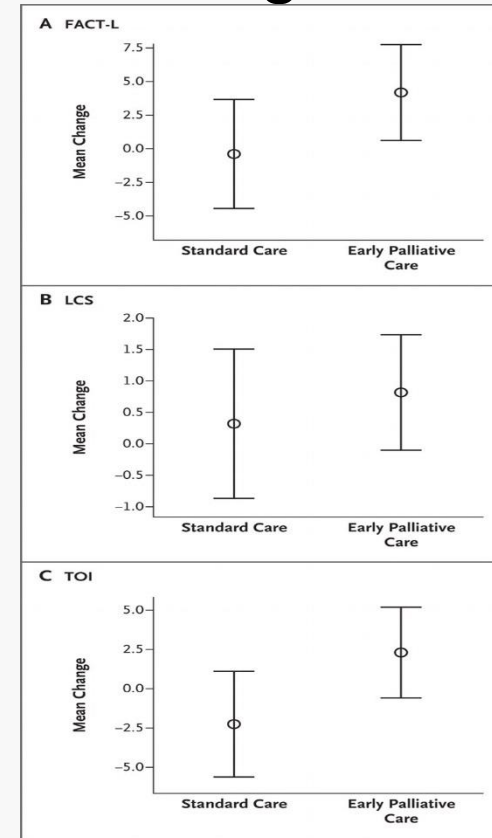 A FACT-L
7.5
5.0
2.5
0.0
−2.5
−5.0
Mean Change
Standard Care
Early Palliative
Care
B LCS
2.0
1.5
1.0
0.5
0.0
−0.5
−1.0
Mean Change
Standard Care
Early Palliative
Care
C TOI
5.0
2.5
0.0
−2.5
−5.0
Mean Change
Standard Care
Early Palliative
Care